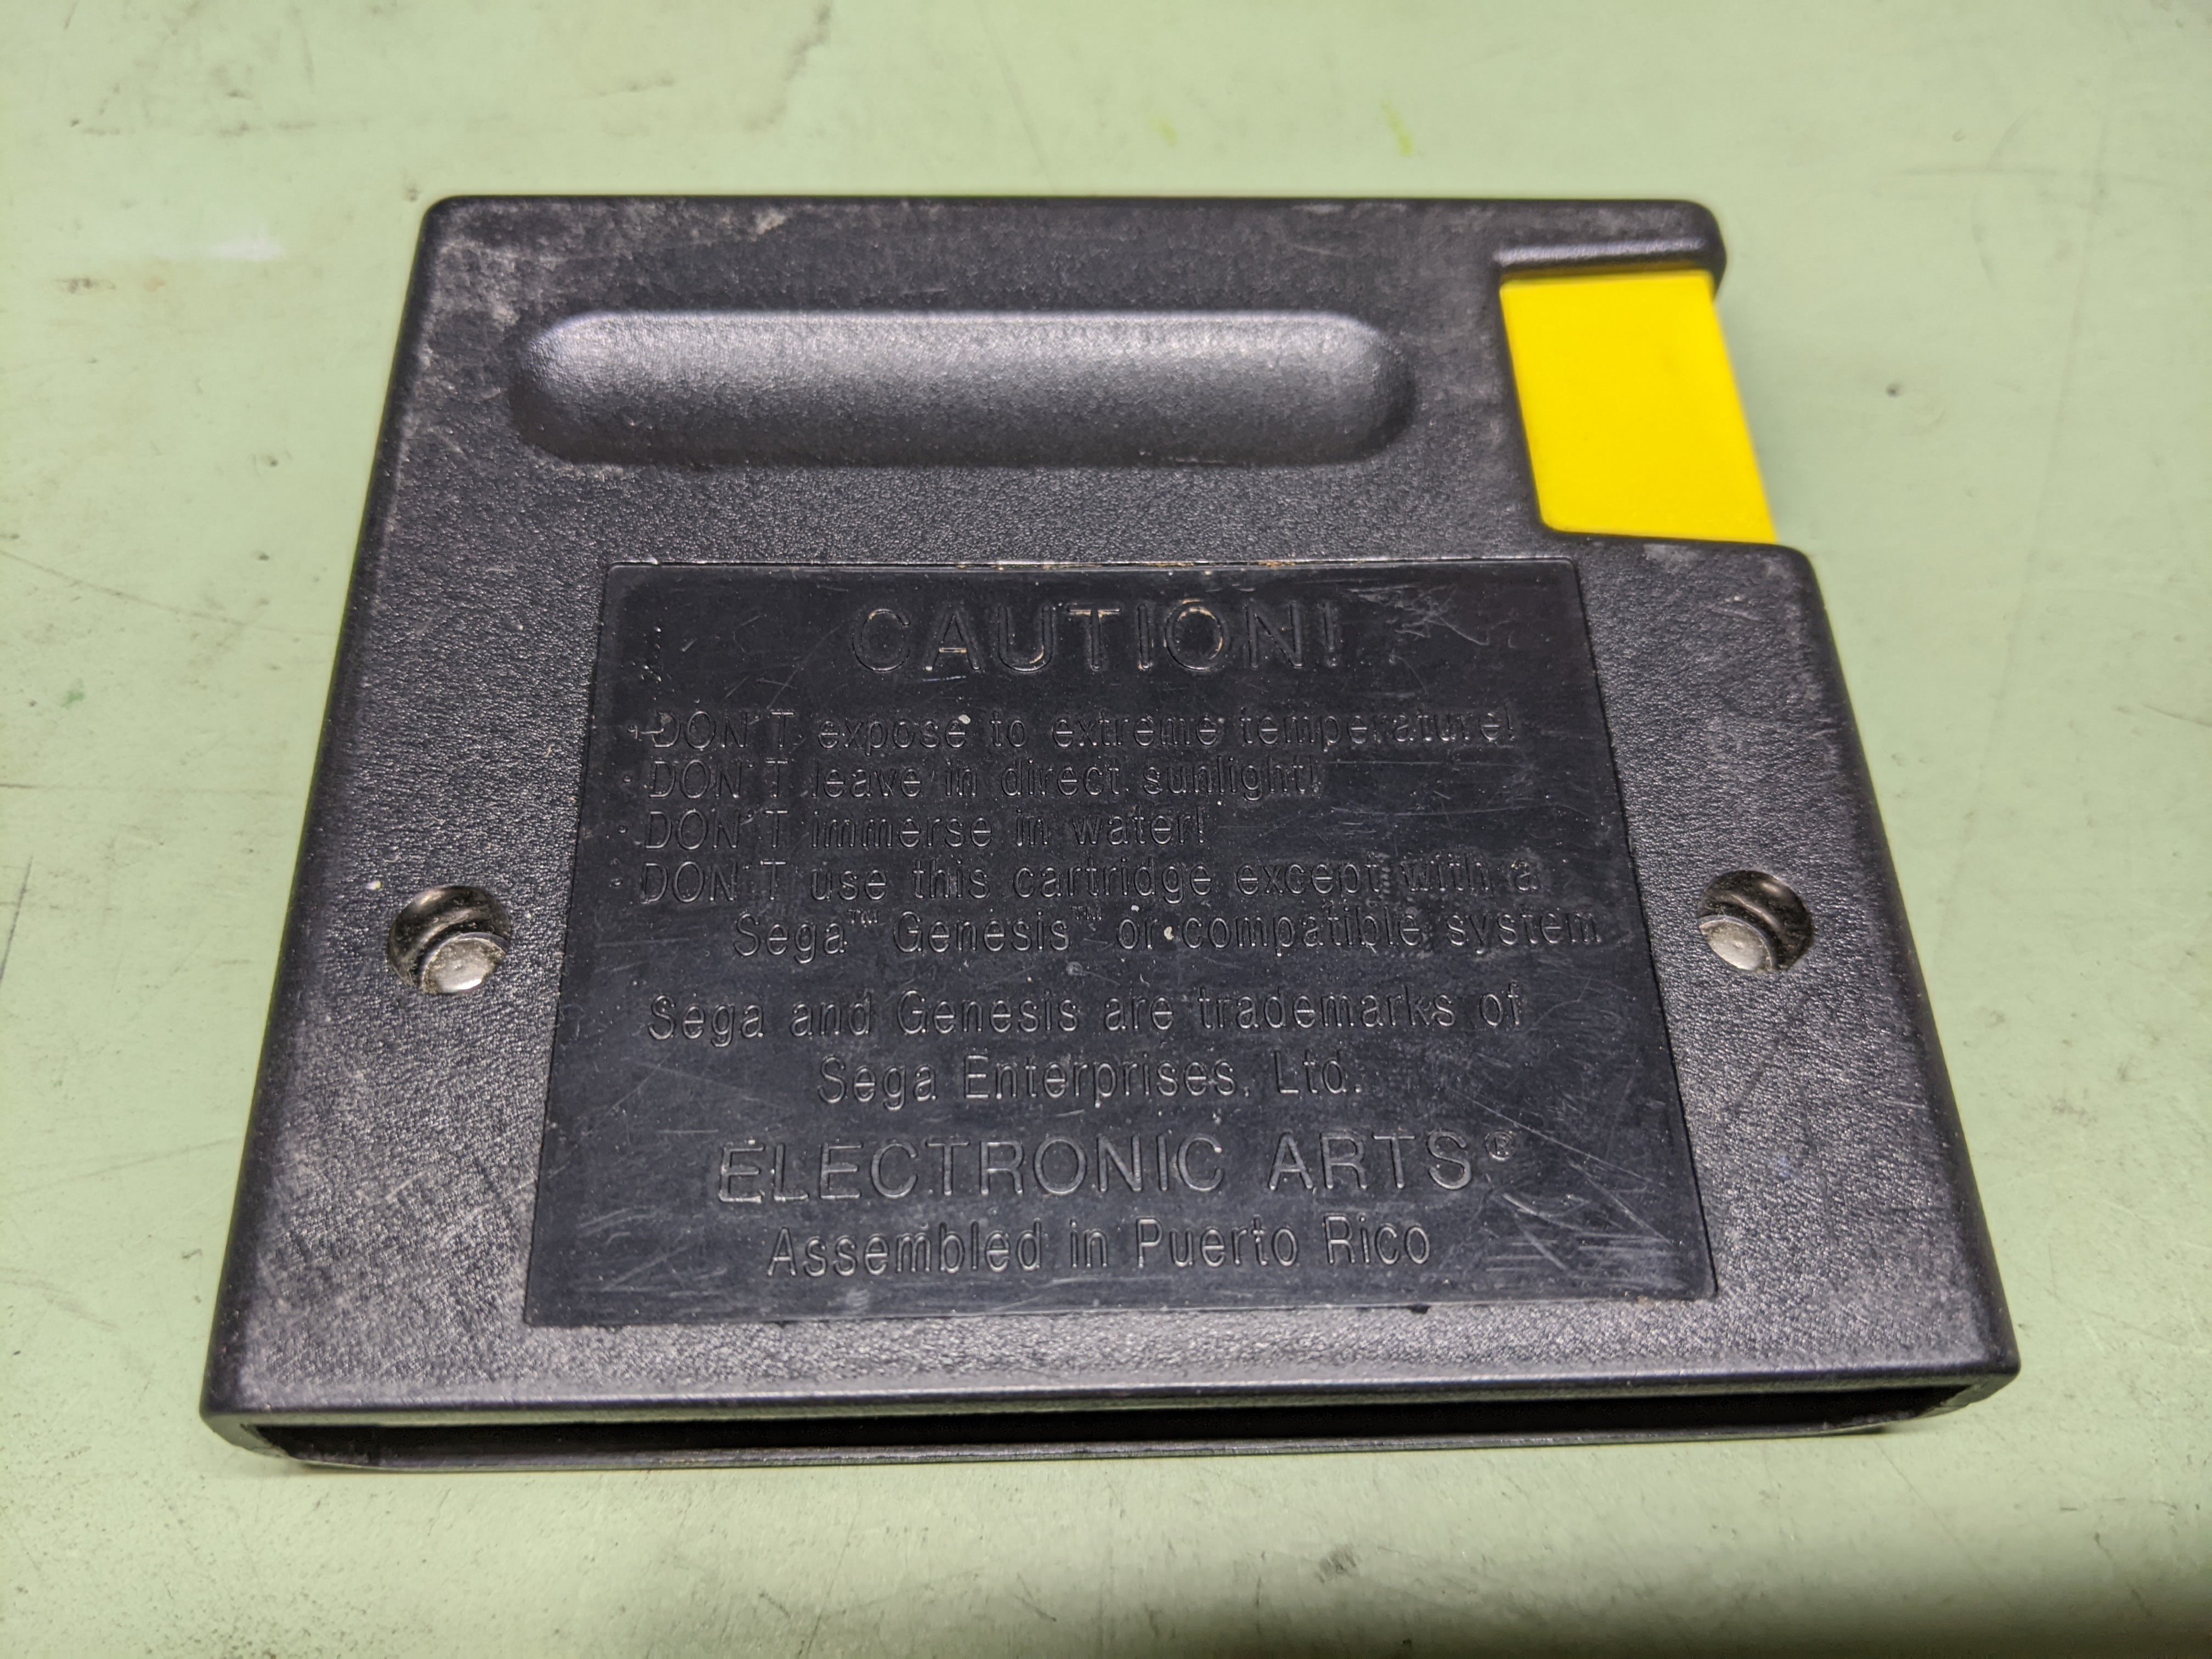 CAUTION!
· DON'T expose to extreme temperature!
· DON'T leave in direct sunlight!
· DON'T immerse in water!
· DON'T use this cartridge except with a
Sega™ Genesis™ or compatible system
Sega and Genesis are trademarks of
Sega Enterprises, Ltd.
ELECTRONIC ARTS®
Assembled in Puerto Rico